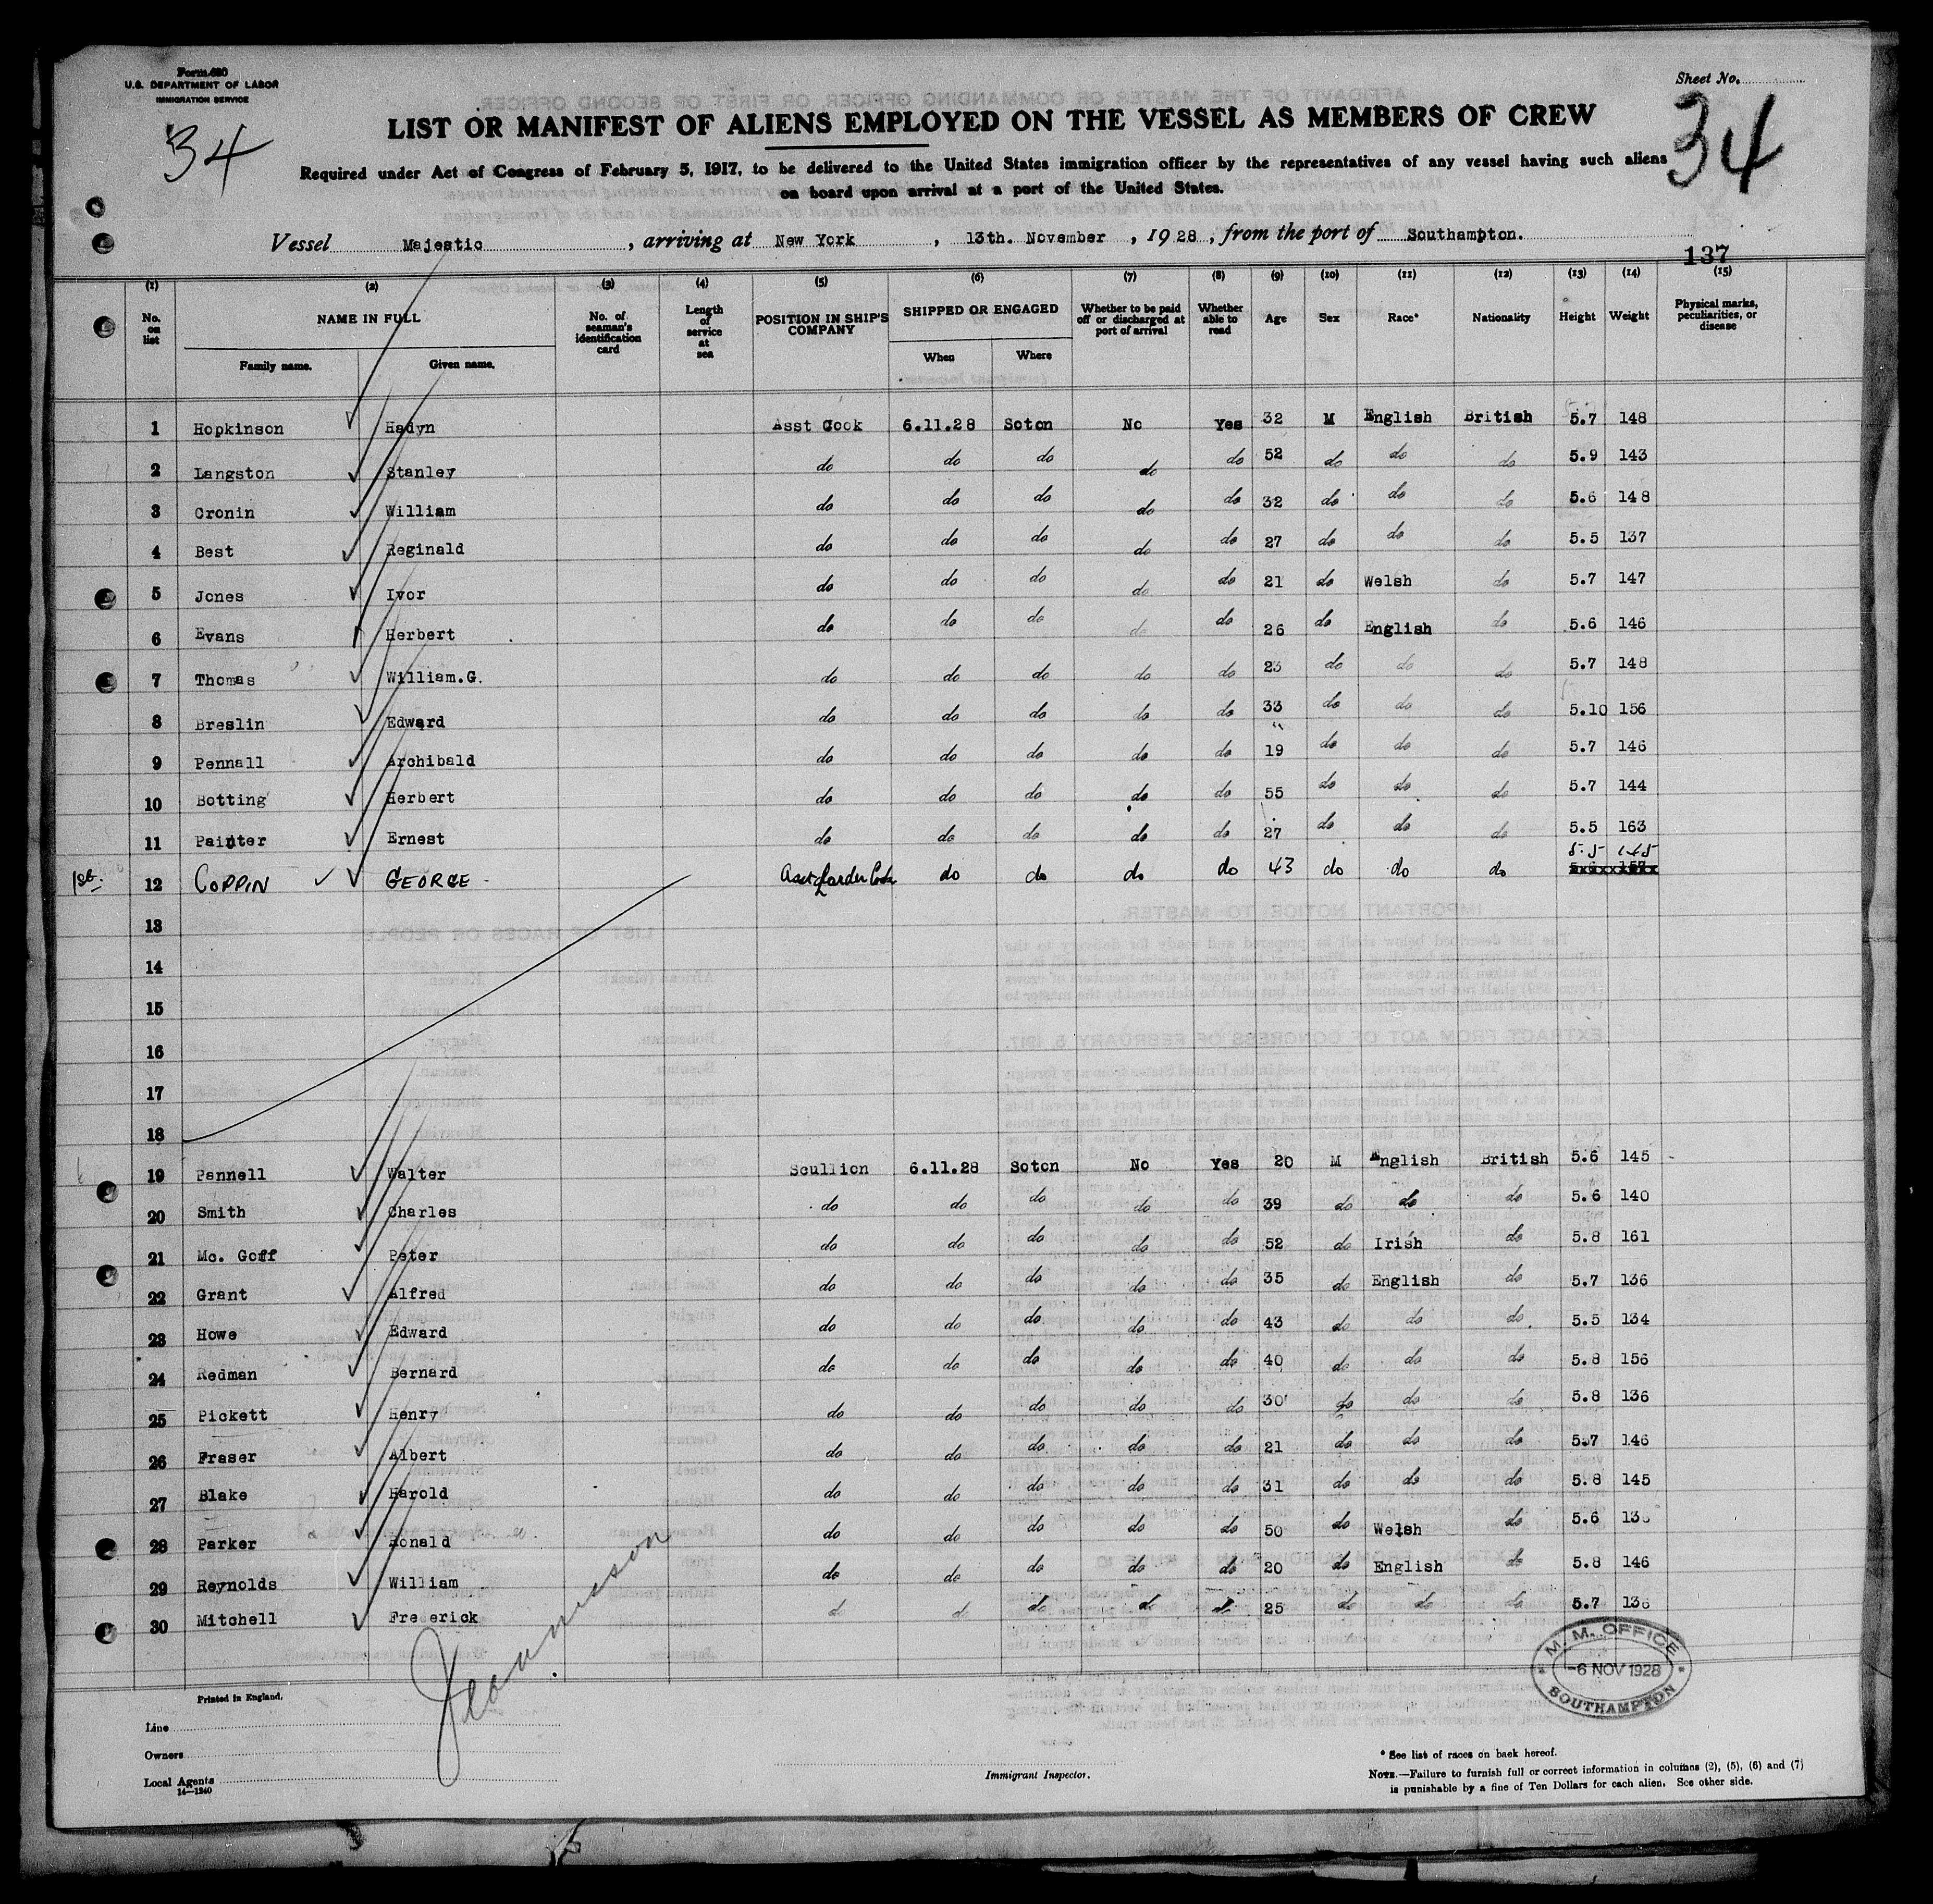 Form 680
U.S. DEPARTMENT OF LABOR
IMMIGRATION SERVICE
Sheet No.
34
34
LIST OR MANIFEST OF ALIENS EMPLOYED ON THE VESSEL AS MEMBERS OF CREW
Required under Act of Congress of February 5, 1917, to be delivered to the United States immigration officer by the representatives of any vessel having such aliens
on board upon arrival at a port of the United States.
Vessel Majestic, arriving at New York, 13th. November, 1928, from the port of Southampton.
137
(1) (2) (3) (4) (5) (6) (7) (8) (9) (10) (11) (12) (13) (14) (15)
No. on list NAME IN FULL Family name. Given name. No. of seaman's identification card Length of service at sea POSITION IN SHIP'S COMPANY SHIPPED OR ENGAGED When Where Whether to be paid off or discharged at port of arrival Whether able to read Age Sex Race* Nationality Height Weight Physical marks, peculiarities, or disease
1 Hopkinson Hadyn Asst Cook 6.11.28 Soton No Yes 32 M English British 5.7 148
2 Langston Stanley do do do do do 52 do do do 5.9 143
3 Cronin William do do do do do 32 do do do 5.6 148
4 Best Reginald do do do do do 27 do do do 5.5 137
5 Jones Ivor do do do do do 21 do Welsh do 5.7 147
6 Evans Herbert do do do do do 26 do English do 5.6 146
7 Thomas William.G. do do do do do 23 do do do 5.7 148
8 Breslin Edward do do do do do 33 do do do 5.10 156
9 Pennall Archibald do do do do do 19 do do do 5.7 146
10 Botting Herbert do do do do do 55 do do do 5.7 144
11 Painter Ernest do do do do do 27 do do do 5.5 163
12 COPPIN GEORGE Asst Larder Cook do do do do 43 do do do 5.5 145
13
14
15
16
17
18
19 Pannell Walter Scullion 6.11.28 Soton No Yes 20 M English British 5.6 145
20 Smith Charles do do do do do 39 do do do 5.6 140
21 Mc. Goff Peter do do do do do 52 do Irish do 5.8 161
22 Grant Alfred do do do do do 35 do English do 5.7 136
23 Howe Edward do do do do do 43 do do do 5.5 134
24 Redman Bernard do do do do do 40 do do do 5.8 156
25 Pickett Henry do do do do do 30 do do do 5.8 136
26 Fraser Albert do do do do do 21 do do do 5.7 146
27 Blake Harold do do do do do 31 do do do 5.8 145
28 Parker Ronald do do do do do 50 do Welsh do 5.6
29 Reynolds William do do do do do 20 do English do 5.8 146
30 Mitchell Frederick do do do do do 25 do do do 5.7 136
M. M. OFFICE
-6 NOV 1928
SOUTHAMPTON
Printed in England.
Line
Owners
Local Agents
14—1240
Immigrant Inspector.
* See list of races on back hereof.
NOTE.—Failure to furnish full or correct information in columns (2), (5), (6) and (7)
is punishable by a fine of Ten Dollars for each alien. See other side.